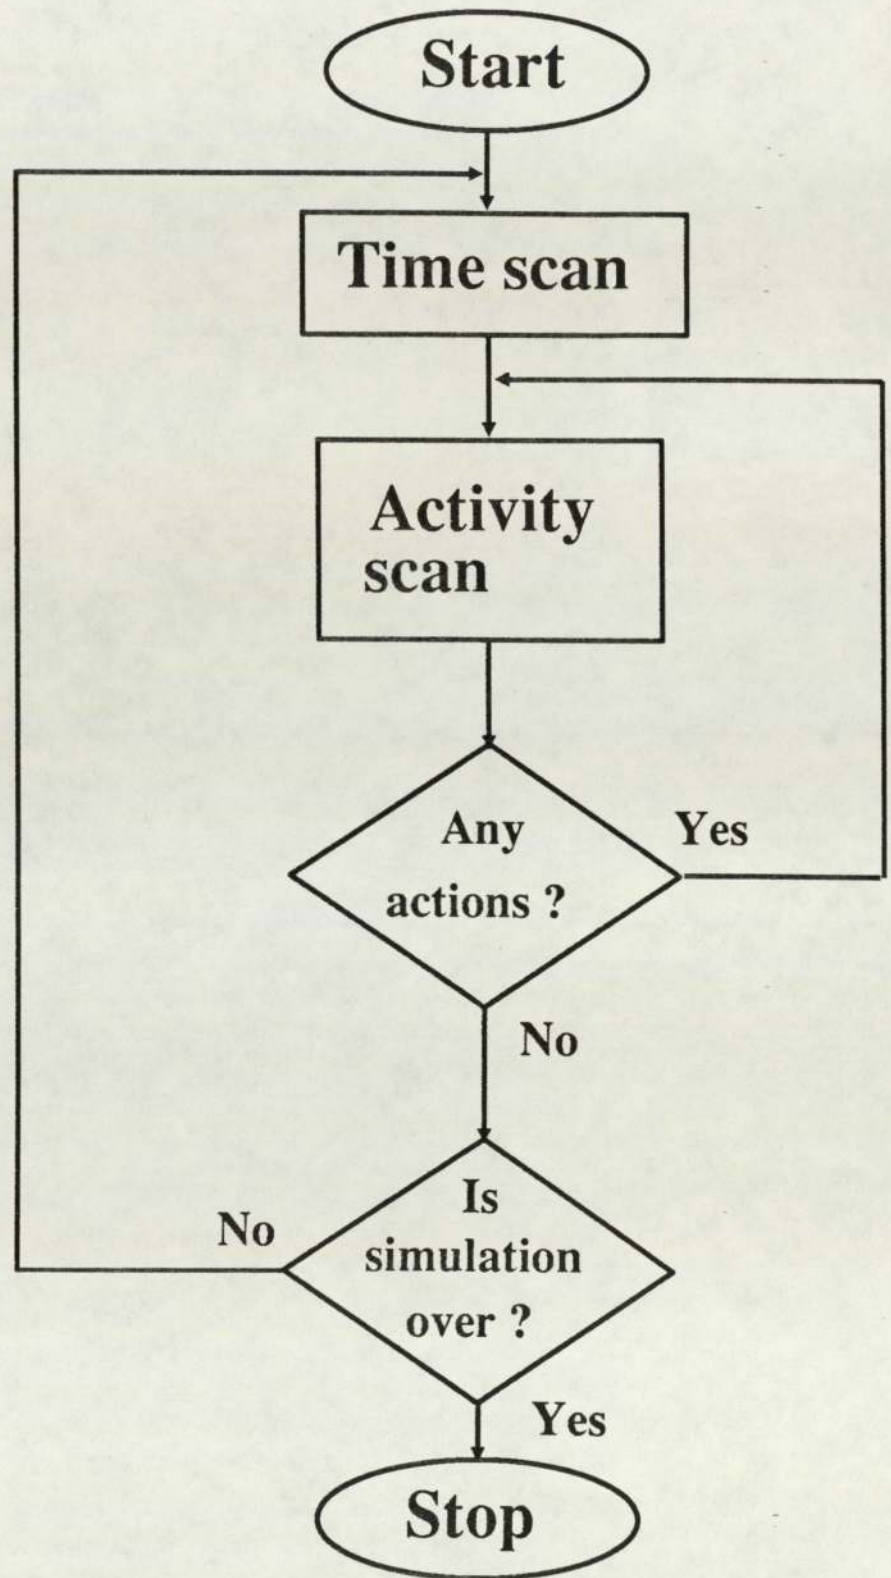 Start
Time scan
Activity
scan
Any
actions ?
Yes
No
Is
simulation
over ?
No
Yes
Stop